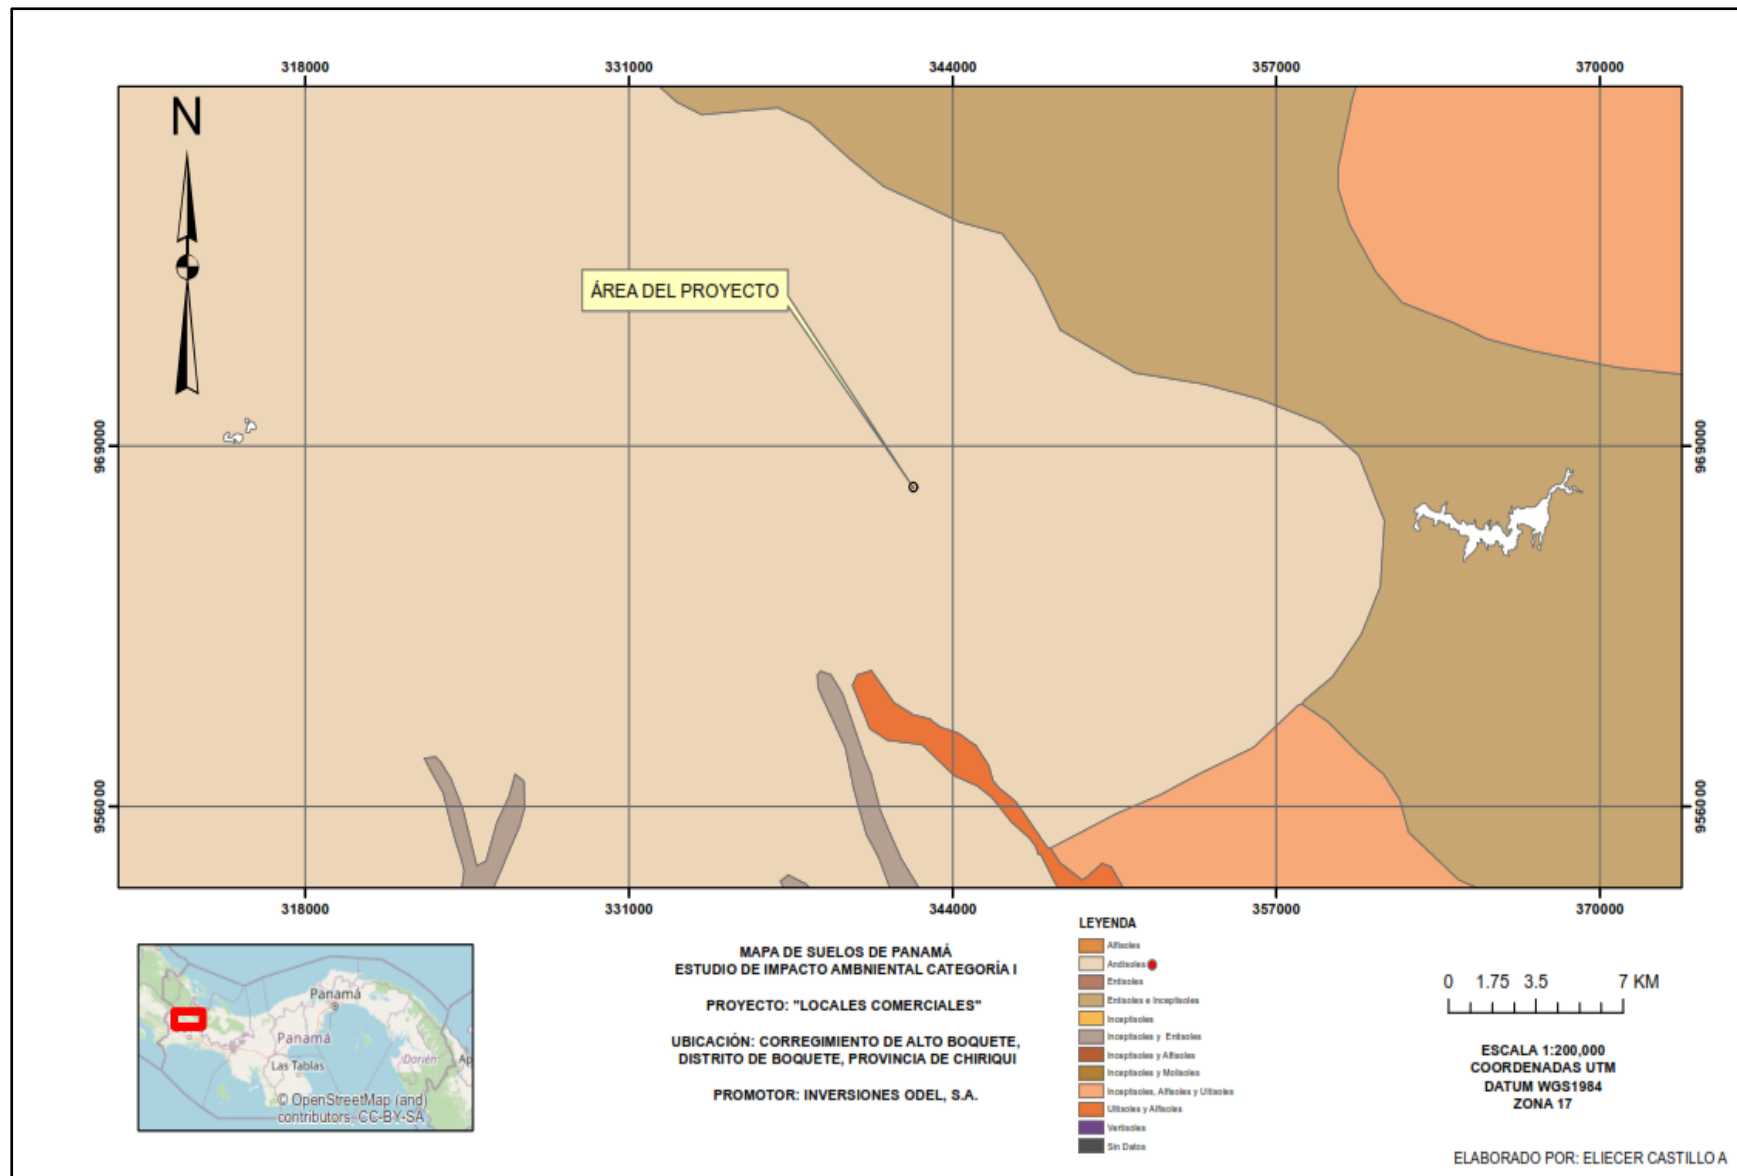 318000 331000 344000 357000 370000
N
ÁREA DEL PROYECTO
969000 969000
956000 956000
318000 331000 344000 357000 370000
MAPA DE SUELOS DE PANAMÁ
ESTUDIO DE IMPACTO AMBNIENTAL CATEGORÍA I
PROYECTO: "LOCALES COMERCIALES"
UBICACIÓN: CORREGIMIENTO DE ALTO BOQUETE,
DISTRITO DE BOQUETE, PROVINCIA DE CHIRIQUI
PROMOTOR: INVERSIONES ODEL, S.A.
Panamá
Panamá
Las Tablas
Darién
Ap
© OpenStreetMap (and)
contributors, CC-BY-SA
LEYENDA
Alfisoles
Andisoles
Entisoles
Entisoles e Inceptisoles
Inceptisoles
Inceptisoles y Entisoles
Inceptisoles y Alfisoles
Inceptisoles y Molisoles
Inceptisoles, Alfisoles y Ultisoles
Ultisoles y Alfisoles
Vertisoles
Sin Datos
0 1.75 3.5 7 KM
ESCALA 1:200,000
COORDENADAS UTM
DATUM WGS1984
ZONA 17
ELABORADO POR: ELIECER CASTILLO A